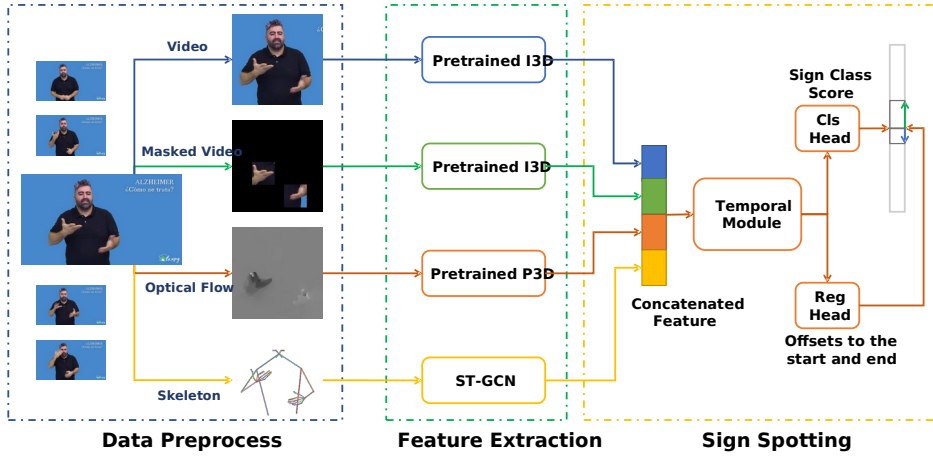 Video
Masked Video
Optical Flow
Skeleton
ALZHEIMER
¿Cómo se trata?
Pretrained I3D
Pretrained I3D
Pretrained P3D
ST-GCN
Concatenated
Feature
Temporal
Module
Sign Class
Score
Cls
Head
Reg
Head
Offsets to the
start and end
Data Preprocess
Feature Extraction
Sign Spotting